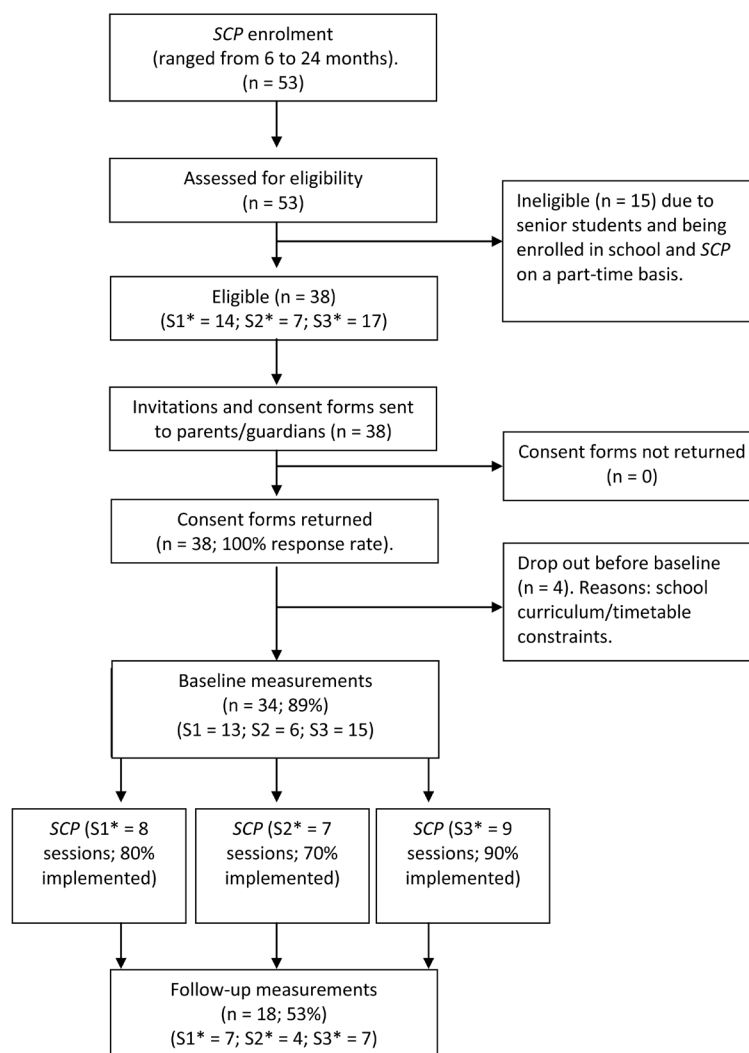 SCP enrolment
(ranged from 6 to 24 months).
(n = 53)
Assessed for eligibility
(n = 53)
Ineligible (n = 15) due to
senior students and being
enrolled in school and SCP
on a part-time basis.
Eligible (n = 38)
(S1* = 14; S2* = 7; S3* = 17)
Invitations and consent forms sent
to parents/guardians (n = 38)
Consent forms not returned
(n = 0)
Consent forms returned
(n = 38; 100% response rate).
Drop out before baseline
(n = 4). Reasons: school
curriculum/timetable
constraints.
Baseline measurements
(n = 34; 89%)
(S1 = 13; S2 = 6; S3 = 15)
SCP (S1* = 8
sessions; 80%
implemented)
SCP (S2* = 7
sessions; 70%
implemented)
SCP (S3* = 9
sessions; 90%
implemented)
Follow-up measurements
(n = 18; 53%)
(S1* = 7; S2* = 4; S3* = 7)